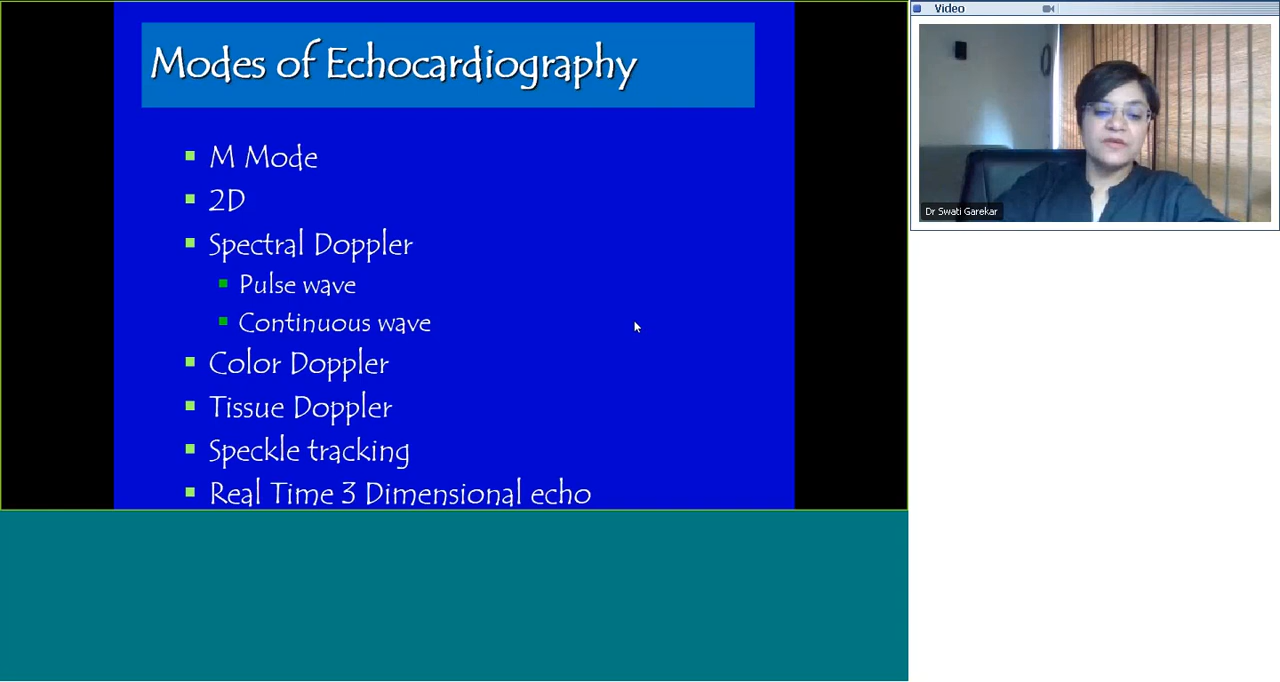 Modes of Echocardiography
M Mode
2D
Spectral Doppler
Pulse wave
Continuous wave
Color Doppler
Tissue Doppler
Speckle tracking
Real Time 3 Dimensional echo
Video
Dr Swati Garekar